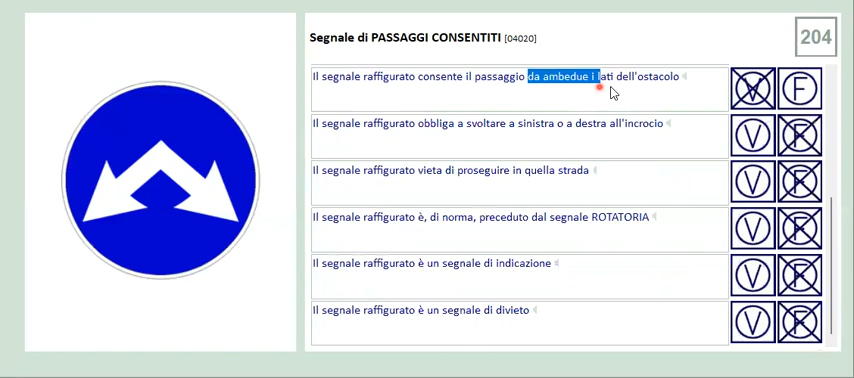 Segnale di PASSAGGI CONSENTITI [04020]
204
Il segnale raffigurato consente il passaggio da ambedue i lati dell'ostacolo
V F
Il segnale raffigurato obbliga a svoltare a sinistra o a destra all'incrocio
V F
Il segnale raffigurato vieta di proseguire in quella strada
V F
Il segnale raffigurato è, di norma, preceduto dal segnale ROTATORIA
V F
Il segnale raffigurato è un segnale di indicazione
V F
Il segnale raffigurato è un segnale di divieto
V F